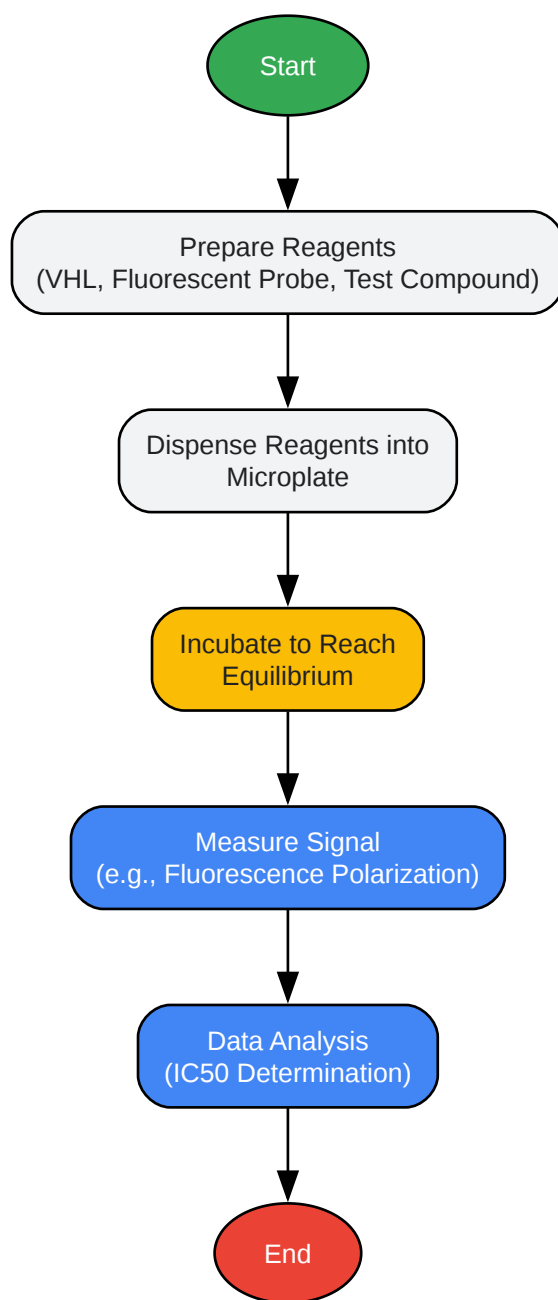 Start
Prepare Reagents
(VHL, Fluorescent Probe, Test Compound)
Dispense Reagents into
Microplate
Incubate to Reach
Equilibrium
Measure Signal
(e.g., Fluorescence Polarization)
Data Analysis
(IC50 Determination)
End